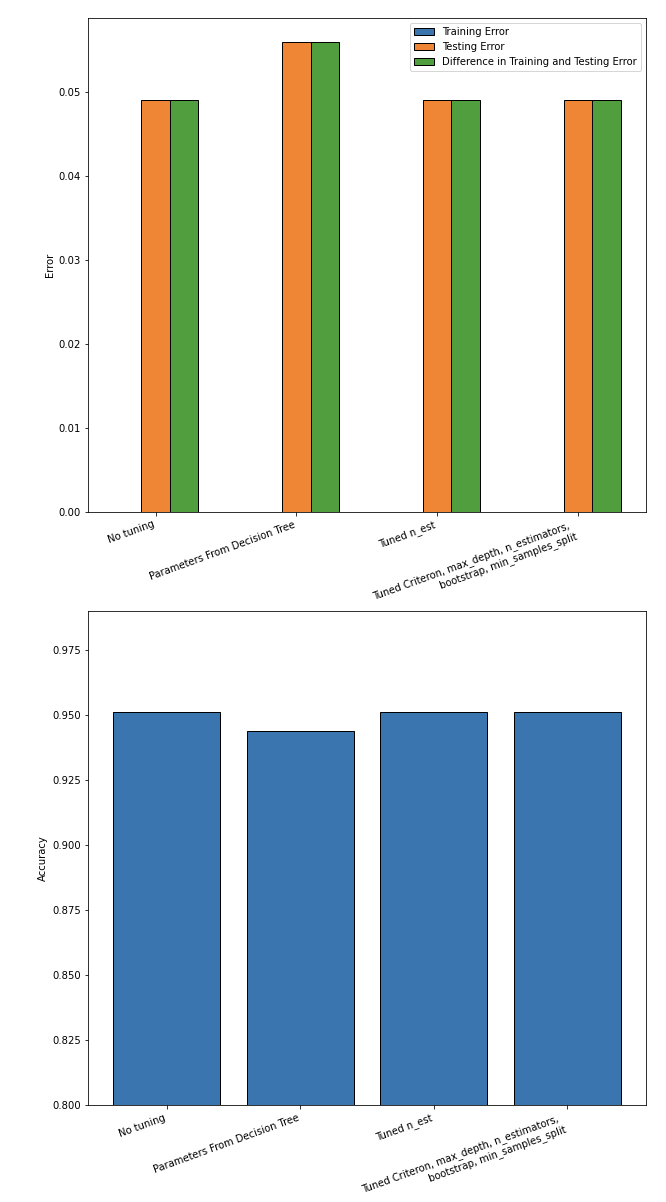 Training Error
Testing Error
Difference in Training and Testing Error
0.05
0.04
0.03
0.02
0.01
0.00
Error
No tuning
Parameters From Decision Tree
Tuned n_est
Tuned Criteron, max_depth, n_estimators,
bootstrap, min_samples_split
0.975
0.950
0.925
0.900
0.875
0.850
0.825
0.800
Accuracy
No tuning
Parameters From Decision Tree
Tuned n_est
Tuned Criteron, max_depth, n_estimators,
bootstrap, min_samples_split